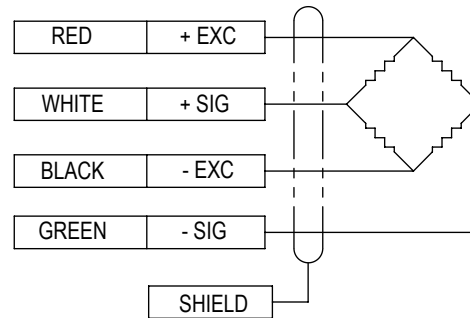 RED + EXC
WHITE + SIG
BLACK - EXC
GREEN - SIG
SHIELD